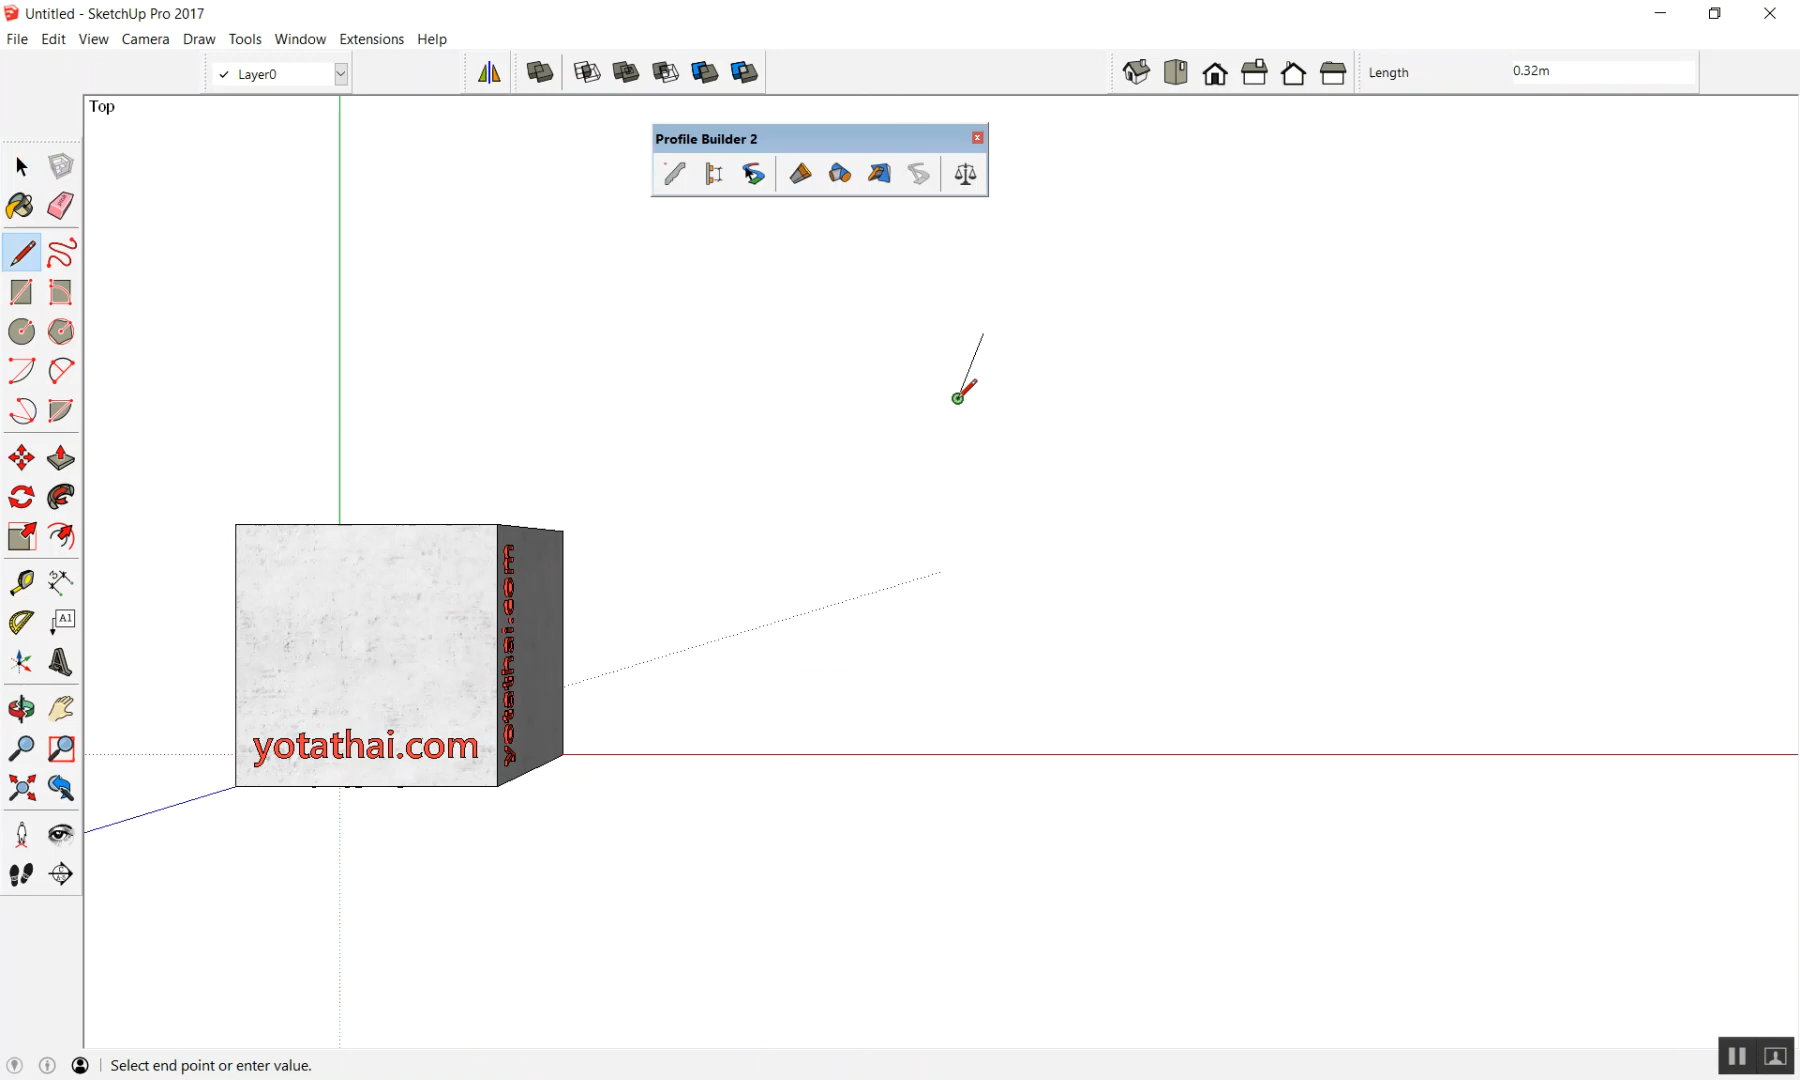 Untitled - SketchUp Pro 2017
File Edit View Camera Draw Tools Window Extensions Help
✓ Layer0
Length 0.32m
Top
Profile Builder 2
A1
yotathai.com
yotathai.com
Select end point or enter value.